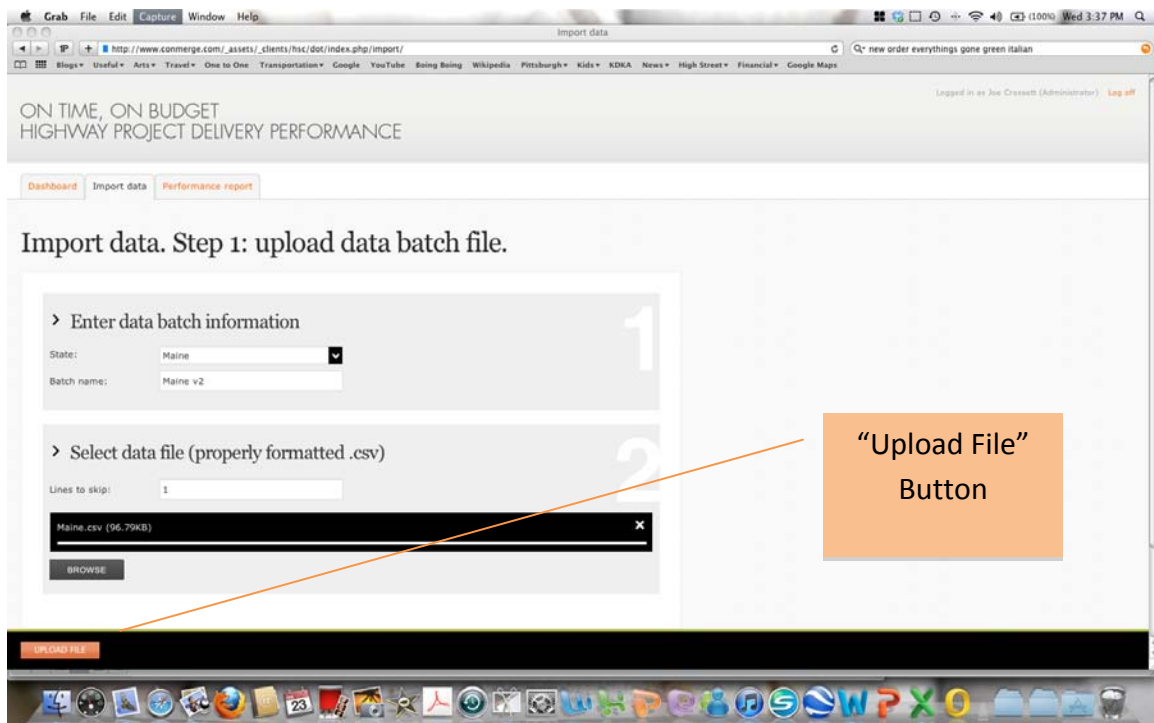 Grab File Edit Capture Window Help (100%) Wed 3:37 PM
Import data
http://www.conmerge.com/_assets/_clients/hsc/dot/index.php/import/ new order everythings gone green italian
Blogs Useful Arts Travel One to One Transportation Google YouTube Boing Boing Wikipedia Pittsburgh Kids KDKA News High Street Financial Google Maps
Logged in as Joe Crossett (Administrator) Log off
ON TIME, ON BUDGET
HIGHWAY PROJECT DELIVERY PERFORMANCE
Dashboard Import data Performance report
Import data. Step 1: upload data batch file.
> Enter data batch information
1
State: Maine
Batch name: Maine v2
> Select data file (properly formatted .csv)
2
Lines to skip: 1
Maine.csv (96.79KB)
BROWSE
“Upload File”
Button
UPLOAD FILE
23